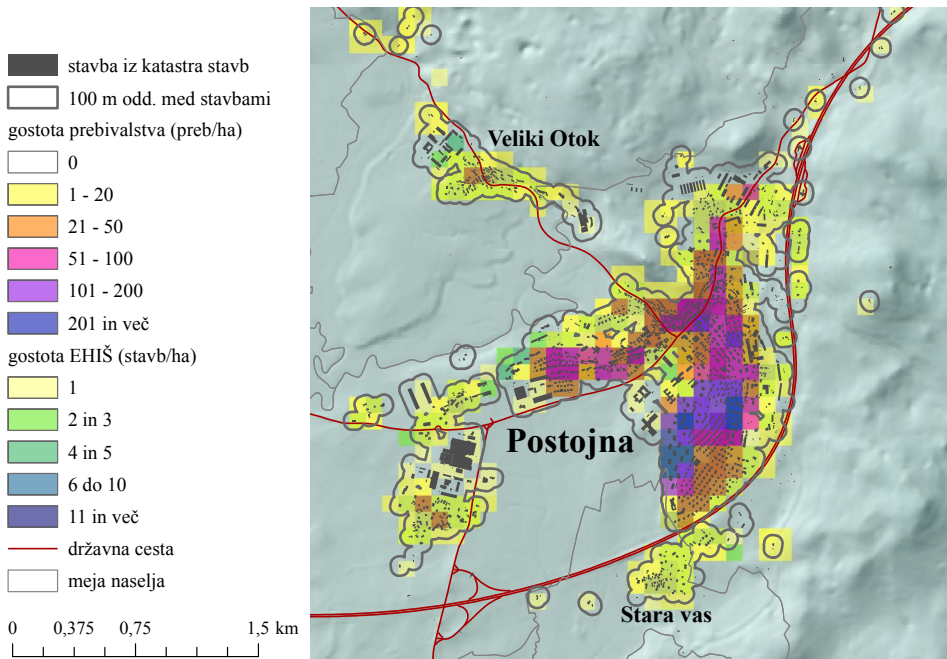 stavba iz katastra stavb
100 m odd. med stavbami
gostota prebivalstva (preb/ha)
0
1 - 20
21 - 50
51 - 100
101 - 200
201 in več
gostota EHIŠ (stavb/ha)
1
2 in 3
4 in 5
6 do 10
11 in več
državna cesta
meja naselja
0 0,375 0,75 1,5 km
Veliki Otok
Postojna
Stara vas